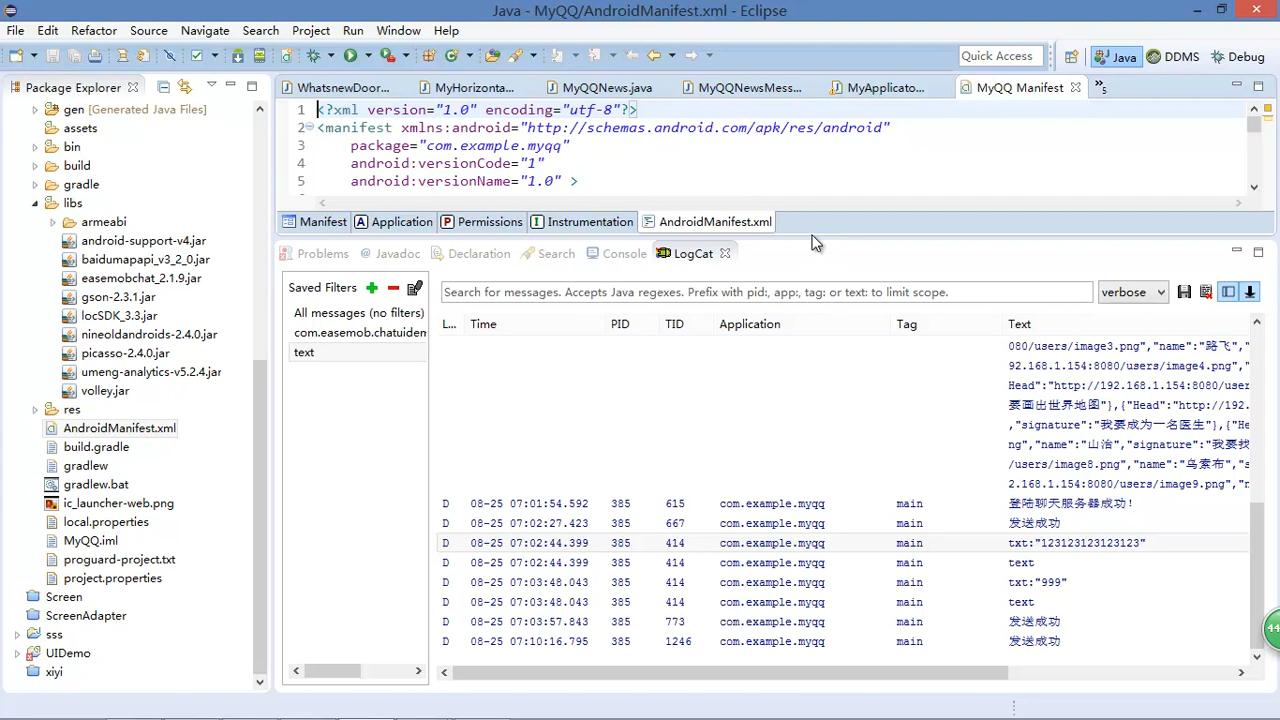 Java - MyQQ/AndroidManifest.xml - Eclipse
File Edit Refactor Source Navigate Search Project Run Window Help
Quick Access Java DDMS Debug
Package Explorer
gen [Generated Java Files]
assets
bin
build
gradle
libs
armeabi
android-support-v4.jar
baidumapapi_v3_2_0.jar
easemobchat_2.1.9.jar
gson-2.3.1.jar
locSDK_3.3.jar
nineoldandroids-2.4.0.jar
picasso-2.4.0.jar
umeng-analytics-v5.2.4.jar
volley.jar
res
AndroidManifest.xml
build.gradle
gradlew
gradlew.bat
ic_launcher-web.png
local.properties
MyQQ.iml
proguard-project.txt
project.properties
Screen
ScreenAdapter
sss
UIDemo
xiyi
WhatsnewDoor... MyHorizonta... MyQQNews.java MyQQNewsMess... MyApplicato... MyQQ Manifest »5
1 <?xml version="1.0" encoding="utf-8"?>
2 <manifest xmlns:android="http://schemas.android.com/apk/res/android"
3 package="com.example.myqq"
4 android:versionCode="1"
5 android:versionName="1.0" >
Manifest A Application P Permissions I Instrumentation AndroidManifest.xml
Problems @ Javadoc Declaration Search Console LogCat
Saved Filters
All messages (no filters)
com.easemob.chatuidem
text
Search for messages. Accepts Java regexes. Prefix with pid:, app:, tag: or text: to limit scope. verbose
L... Time PID TID Application Tag Text
080/users/image3.png","name":"路飞","
92.168.1.154:8080/users/image4.png",
Head":"http://192.168.1.154:8080/use
要画出世界地图"},{"Head":"http://192.
,"signature":"我要成为一名医生"},{"He
ng","name":"山治","signature":"我要找
/users/image8.png","name":"乌索布","s
2.168.1.154:8080/users/image9.png","n
D 08-25 07:01:54.592 385 615 com.example.myqq main 登陆聊天服务器成功！
D 08-25 07:02:27.423 385 667 com.example.myqq main 发送成功
D 08-25 07:02:44.399 385 414 com.example.myqq main txt:"123123123123123"
D 08-25 07:02:44.399 385 414 com.example.myqq main text
D 08-25 07:03:48.043 385 414 com.example.myqq main txt:"999"
D 08-25 07:03:48.043 385 414 com.example.myqq main text
D 08-25 07:03:57.843 385 773 com.example.myqq main 发送成功
D 08-25 07:10:16.795 385 1246 com.example.myqq main 发送成功
44